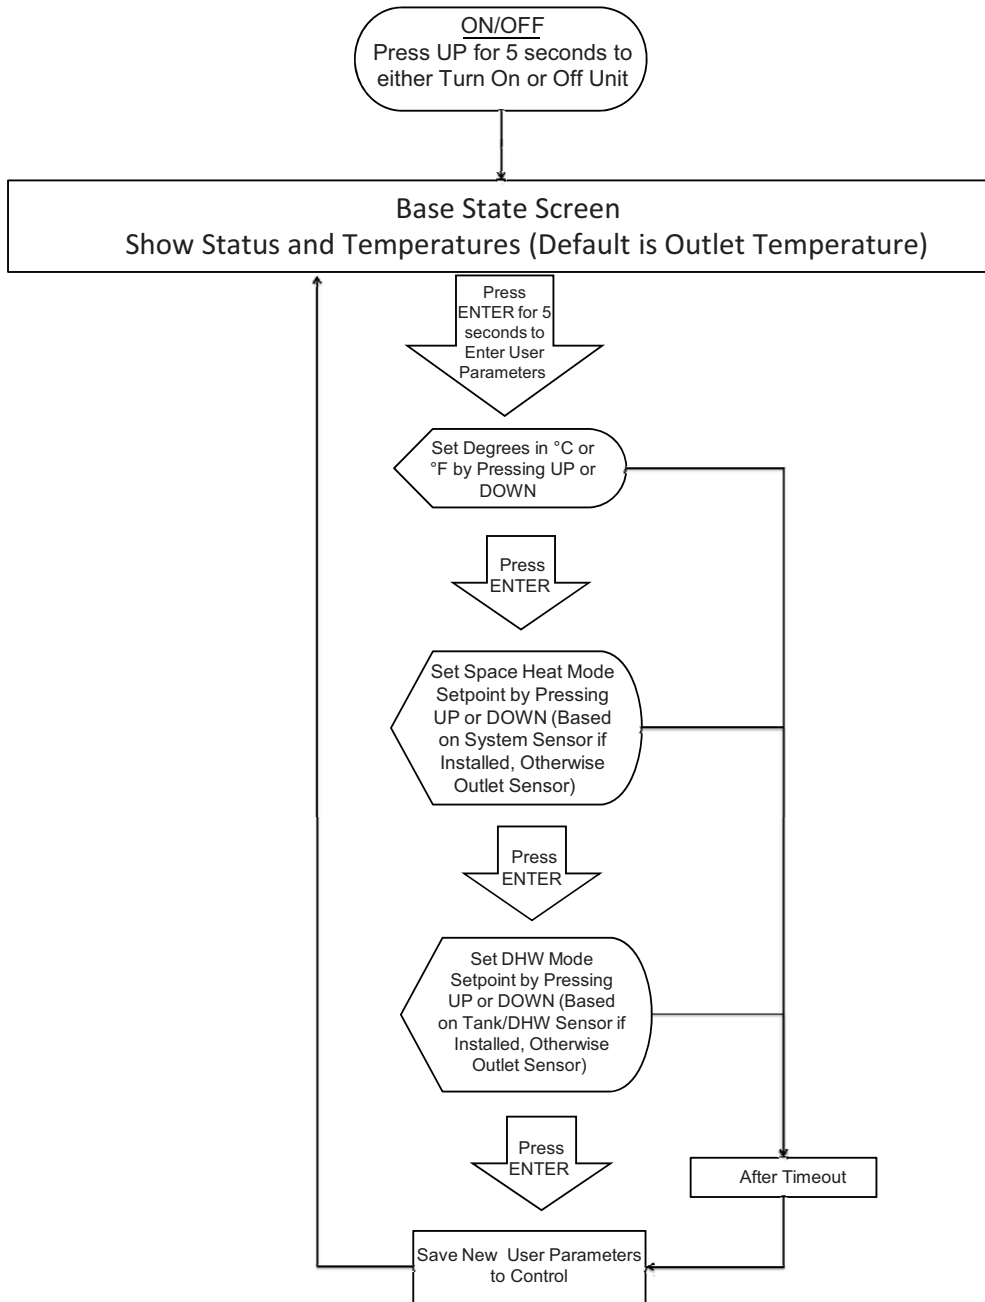 ON/OFF
Press UP for 5 seconds to
either Turn On or Off Unit
Base State Screen
Show Status and Temperatures (Default is Outlet Temperature)
Press
ENTER for 5
seconds to
Enter User
Parameters
Set Degrees in °C or
°F by Pressing UP or
DOWN
Press
ENTER
Set Space Heat Mode
Setpoint by Pressing
UP or DOWN (Based
on System Sensor if
Installed, Otherwise
Outlet Sensor)
Press
ENTER
Set DHW Mode
Setpoint by Pressing
UP or DOWN (Based
on Tank/DHW Sensor if
Installed, Otherwise
Outlet Sensor)
Press
ENTER
After Timeout
Save New User Parameters
to Control